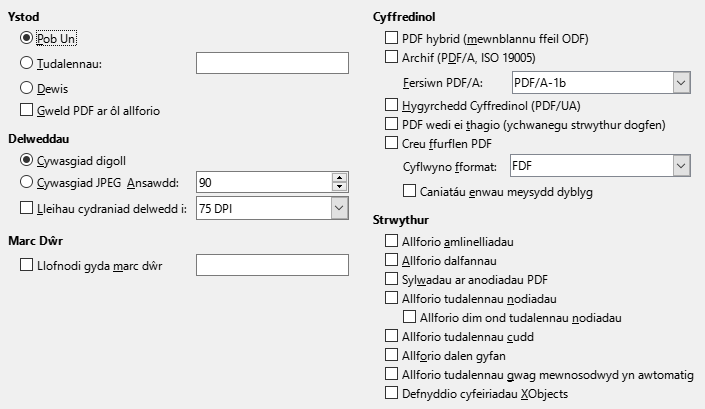 Ystod
Pob Un
Tudalennau:
Dewis
Gweld PDF ar ôl allforio
Delweddau
Cywasgiad digoll
Cywasgiad JPEG Ansawdd: 90
Lleihau cydraniad delwedd i: 75 DPI
Marc Dŵr
Llofnodi gyda marc dŵr
Cyffredinol
PDF hybrid (mewnblannu ffeil ODF)
Archif (PDF/A, ISO 19005)
Fersiwn PDF/A: PDF/A-1b
Hygyrchedd Cyffredinol (PDF/UA)
PDF wedi ei thagio (ychwanegu strwythur dogfen)
Creu ffurflen PDF
Cyflwyno fformat: FDF
Caniatáu enwau meysydd dyblyg
Strwythur
Allforio amlinelliadau
Allforio dalfannau
Sylwadau ar anodiadau PDF
Allforio tudalennau nodiadau
Allforio dim ond tudalennau nodiadau
Allforio tudalennau cudd
Allforio dalen gyfan
Allforio tudalennau gwag mewnosodwyd yn awtomatig
Defnyddio cyfeiriadau XObjects